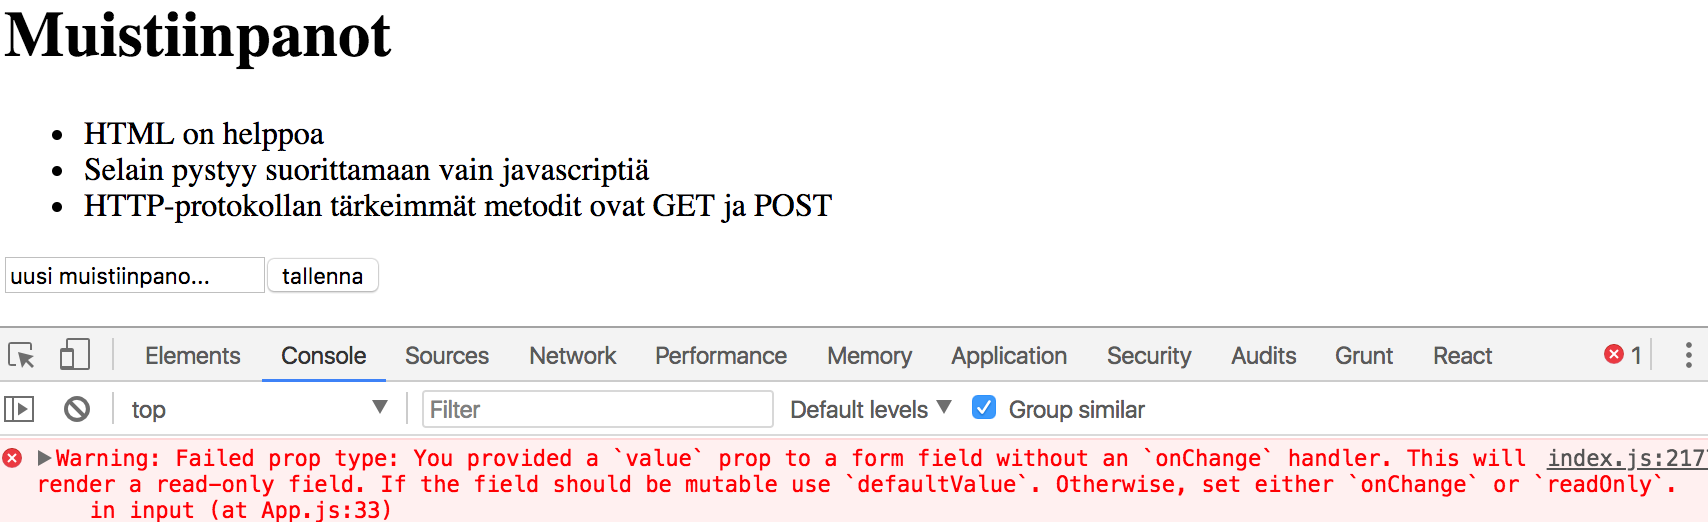 Muistiinpanot
HTML on helppoa
Selain pystyy suorittamaan vain javascriptiä
HTTP-protokollan tärkeimmät metodit ovat GET ja POST
uusi muistiinpano... tallenna
Elements Console Sources Network Performance Memory Application Security Audits Grunt React 1
top Filter Default levels Group similar
Warning: Failed prop type: You provided a `value` prop to a form field without an `onChange` handler. This will index.js:217
render a read-only field. If the field should be mutable use `defaultValue`. Otherwise, set either `onChange` or `readOnly`.
in input (at App.js:33)